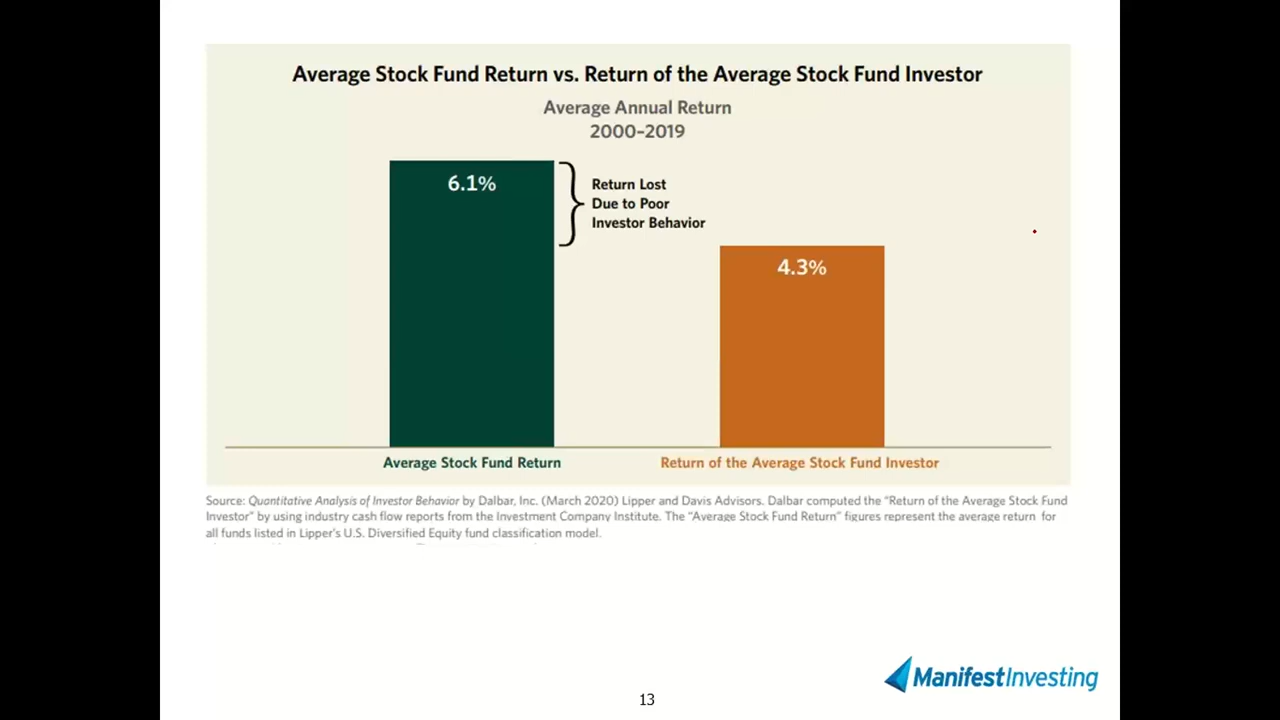 Average Stock Fund Return vs. Return of the Average Stock Fund Investor
Average Annual Return
2000–2019
6.1%
Return Lost
Due to Poor
Investor Behavior
4.3%
Average Stock Fund Return
Return of the Average Stock Fund Investor
Source: Quantitative Analysis of Investor Behavior by Dalbar, Inc. (March 2020) Lipper and Davis Advisors. Dalbar computed the “Return of the Average Stock Fund
Investor” by using industry cash flow reports from the Investment Company Institute. The “Average Stock Fund Return” figures represent the average return for
all funds listed in Lipper's U.S. Diversified Equity fund classification model.
ManifestInvesting
13